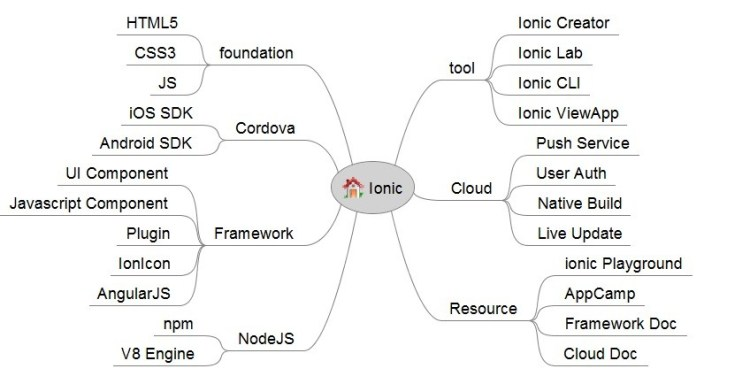 Ionic
foundation
HTML5
CSS3
JS
Cordova
iOS SDK
Android SDK
Framework
UI Component
Javascript Component
Plugin
IonIcon
AngularJS
NodeJS
npm
V8 Engine
tool
Ionic Creator
Ionic Lab
Ionic CLI
Ionic ViewApp
Cloud
Push Service
User Auth
Native Build
Live Update
Resource
ionic Playground
AppCamp
Framework Doc
Cloud Doc